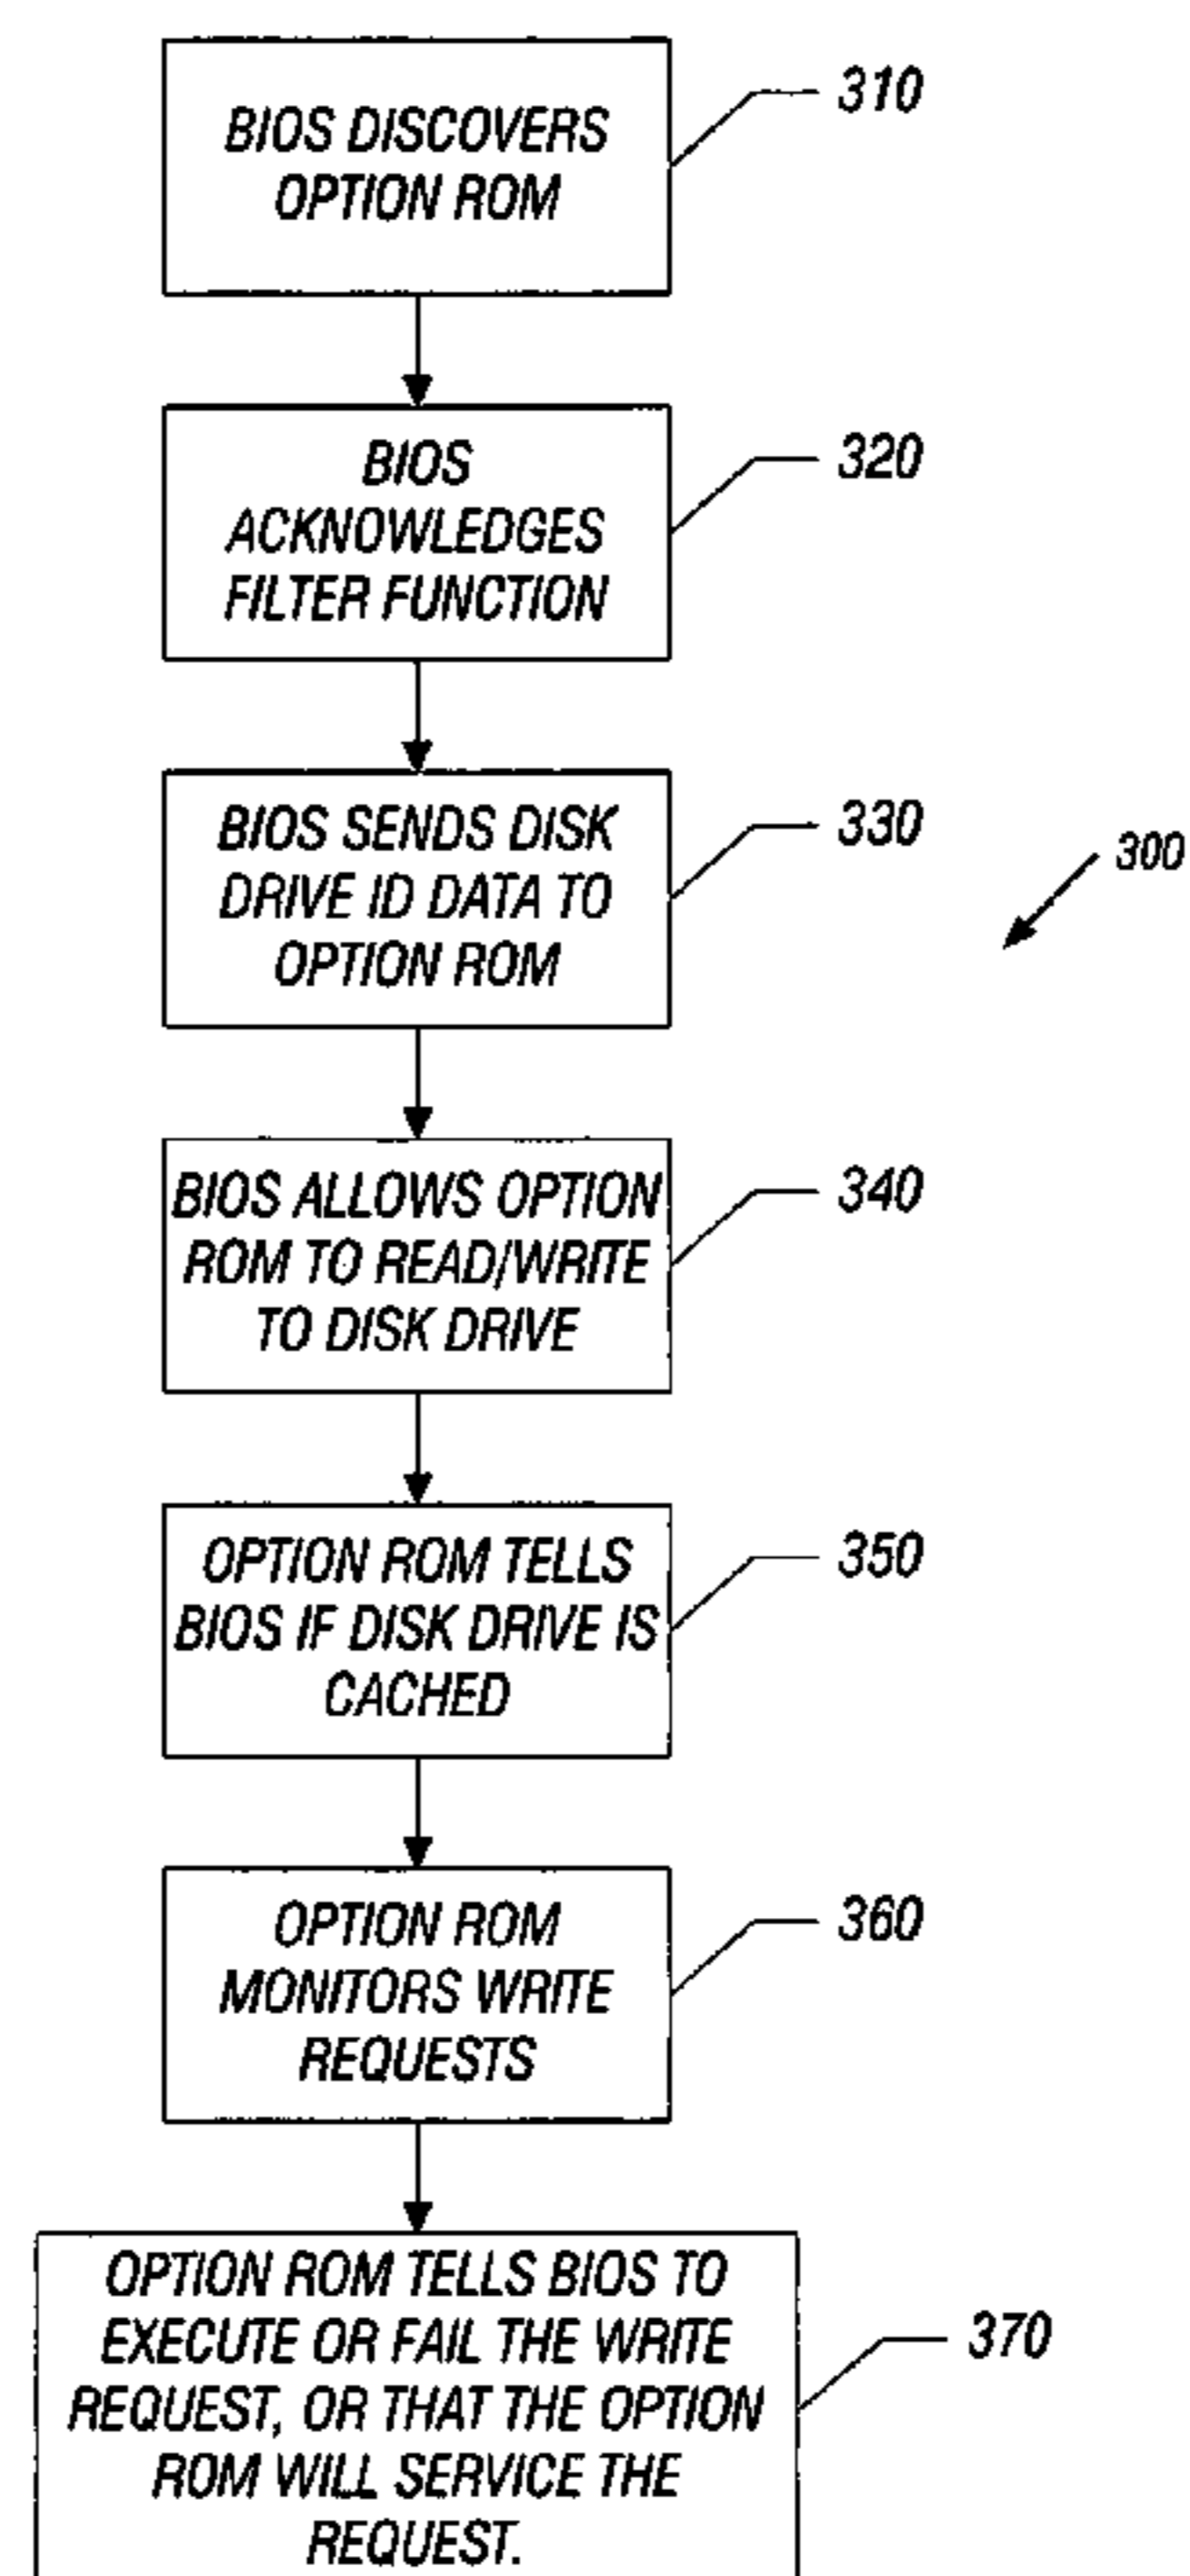 BIOS DISCOVERS
OPTION ROM
310
BIOS
ACKNOWLEDGES
FILTER FUNCTION
320
BIOS SENDS DISK
DRIVE ID DATA TO
OPTION ROM
330
300
BIOS ALLOWS OPTION
ROM TO READ/WRITE
TO DISK DRIVE
340
OPTION ROM TELLS
BIOS IF DISK DRIVE IS
CACHED
350
OPTION ROM
MONITORS WRITE
REQUESTS
360
OPTION ROM TELLS BIOS TO
EXECUTE OR FAIL THE WRITE
REQUEST, OR THAT THE OPTION
ROM WILL SERVICE THE
REQUEST.
370